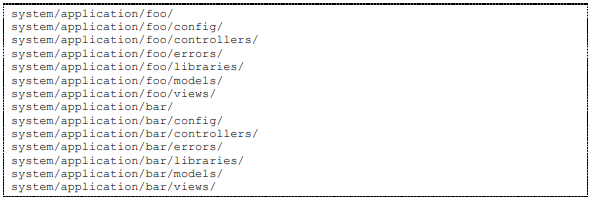 system/application/foo/
system/application/foo/config/
system/application/foo/controllers/
system/application/foo/errors/
system/application/foo/libraries/
system/application/foo/models/
system/application/foo/views/
system/application/bar/
system/application/bar/config/
system/application/bar/controllers/
system/application/bar/errors/
system/application/bar/libraries/
system/application/bar/models/
system/application/bar/views/